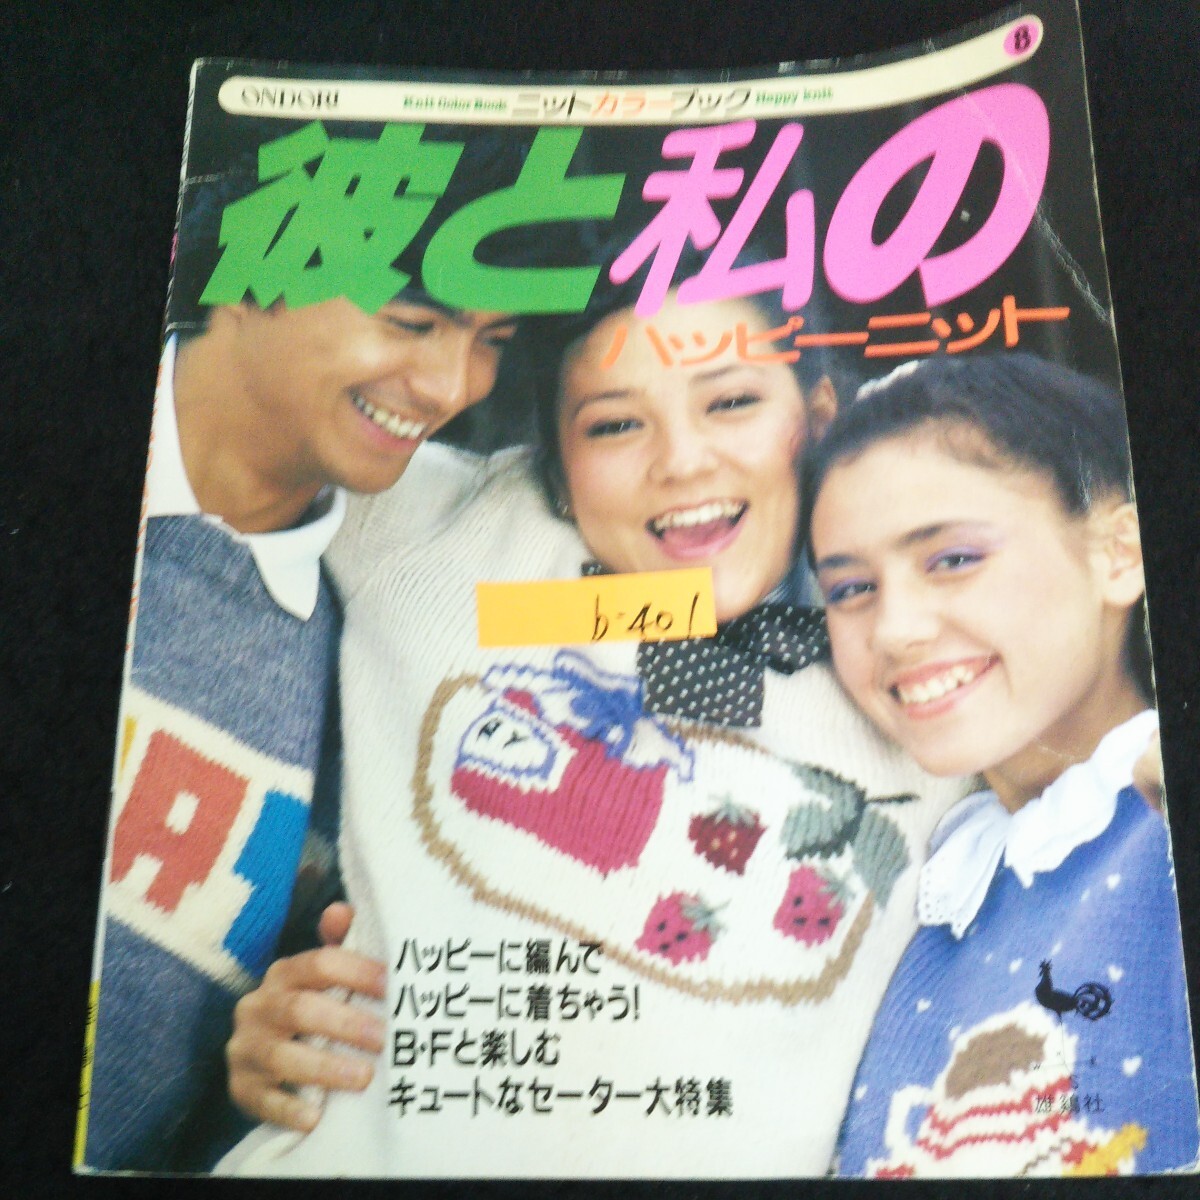 8
ONDORI Knit Color Book ニットカラーブック Happy knit
彼と私の
ハッピーニット
b-401
ハッピーに編んで
ハッピーに着ちゃう!
B・Fと楽しむ
キュートなセーター大特集
雄鷄社